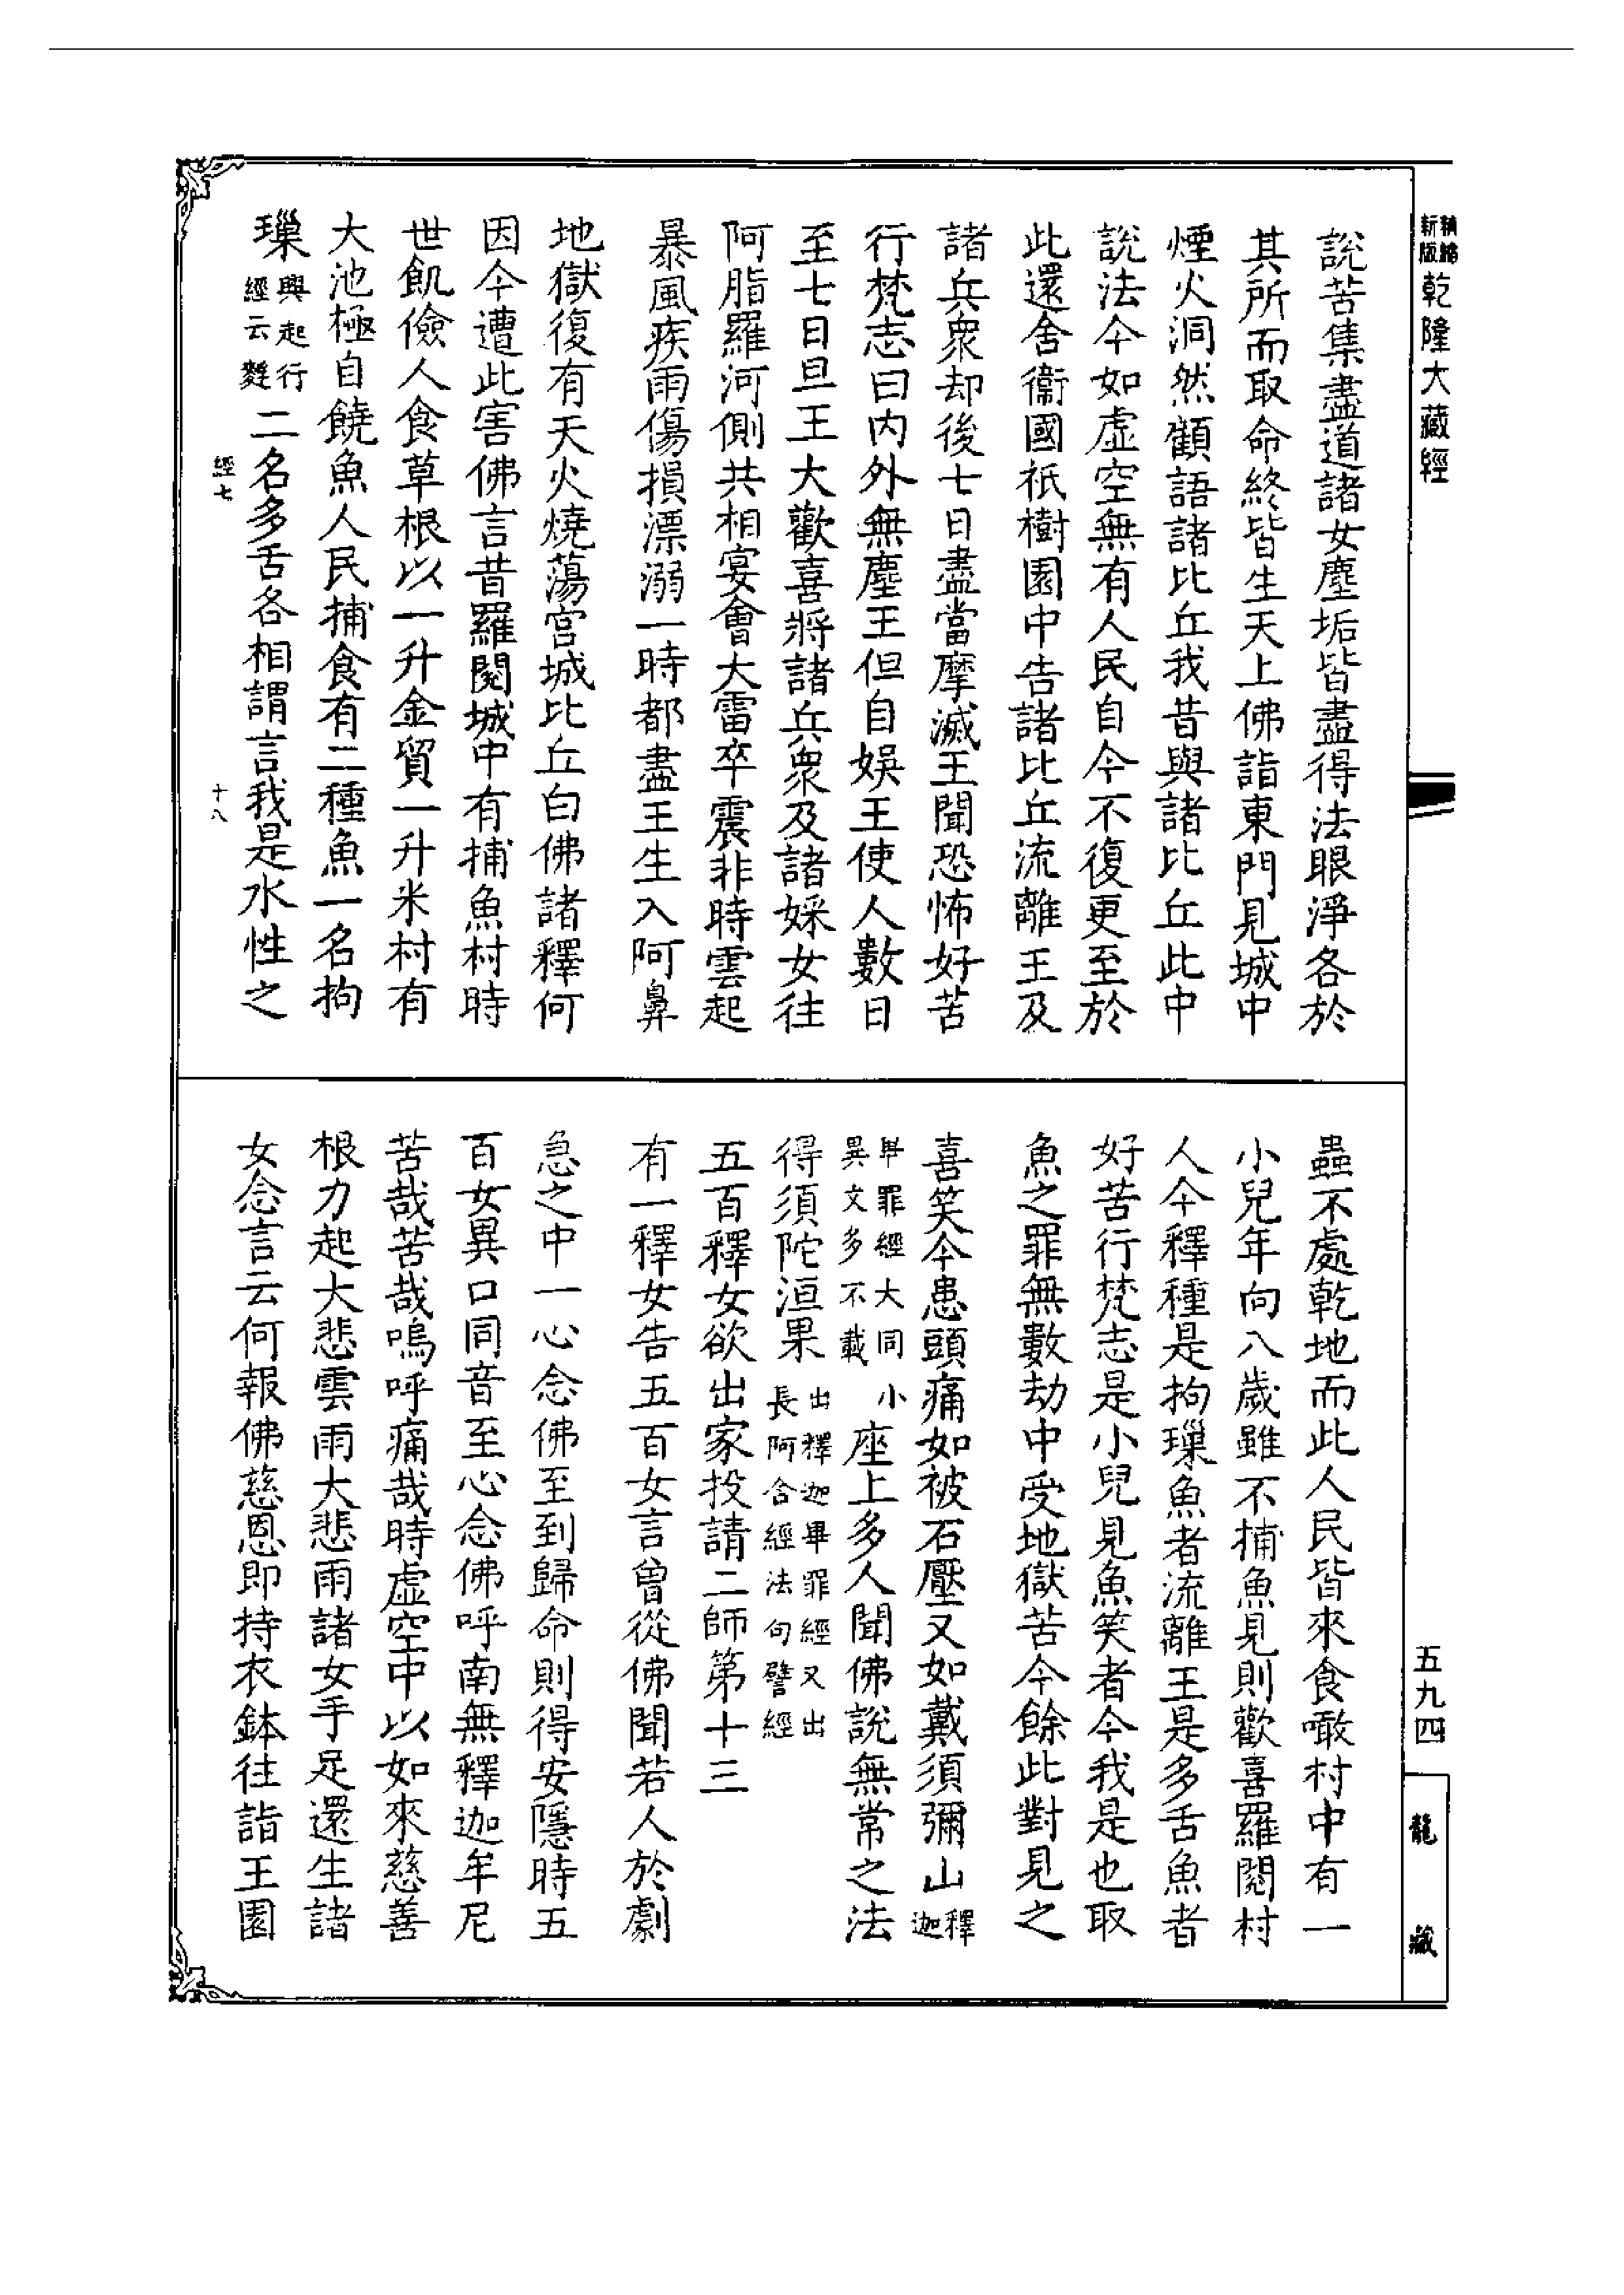 新版精縮 乾隆大藏經
說苦集盡道諸女塵垢皆盡得法眼淨各於
其所而取命終皆生天上佛詣東門見城中
煙火洞然顧語諸比丘我昔與諸比丘此中
說法今如虛空無有人民自今不復更至於
此還舍衞國祇樹園中告諸比丘流離王及
諸兵衆却後七日盡當摩滅王聞恐怖好苦
行梵志曰內外無塵王但自娛王使人數日
至七日旦王大歡喜將諸兵衆及諸婇女往
阿脂羅河側共相宴會大雷卒震非時雲起
暴風疾雨傷損漂溺一時都盡王生入阿鼻
地獄復有天火燒蕩宮城比丘白佛諸釋何
因今遭此害佛言昔羅閱城中有捕魚村時
世飢儉人食草根以一升金貿一升米村有
大池極自饒魚人民捕食有二種魚一名拘
璅興起行經云麰二名多舌各相謂言我是水性之
經七 十八
蟲不處乾地而此人民皆來食噉村中有一
小兒年向八歲雖不捕魚見則歡喜羅閱村
人今釋種是拘璅魚者流離王是多舌魚者
好苦行梵志是小兒見魚笑者今我是也取
魚之罪無數劫中受地獄苦今餘此對見之
喜笑今患頭痛如被石壓又如戴須彌山釋迦
畢罪經大同小異文多不載座上多人聞佛說無常之法
得須陀洹果出釋迦畢罪經又出長阿含經法句譬經
五百釋女欲出家投請二師第十三
有一釋女告五百女言曾從佛聞若人於劇
急之中一心念佛至到歸命則得安隱時五
百女異口同音至心念佛呼南無釋迦牟尼
苦哉苦哉嗚呼痛哉時虛空中以如來慈善
根力起大悲雲雨大悲雨諸女手足還生諸
女念言云何報佛慈恩即持衣鉢往詣王園
五九四
龍藏